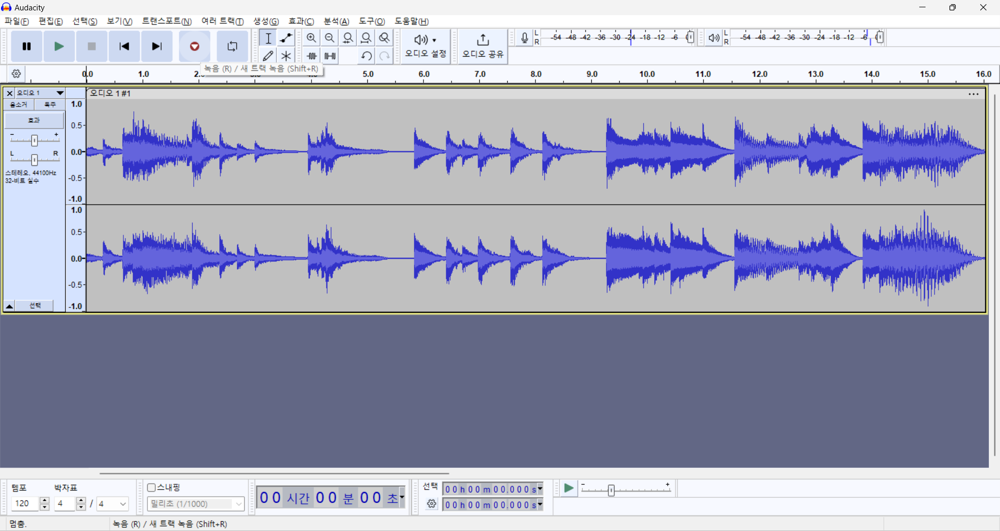 Audacity
파일(F) 편집(E) 선택(S) 보기(V) 트랜스포트(N) 여러 트랙(T) 생성(G) 효과(C) 분석(A) 도구(O) 도움말(H)
오디오 설정
오디오 공유
L
R
-54 -48 -42 -36 -30 -24 -18 -12 -6 0
L
R
-54 -48 -42 -36 -30 -24 -18 -12 -6 0
녹음 (R) / 새 트랙 녹음 (Shift+R)
0.0 1.0 2. 5.0 6.0 7.0 8.0 9.0 10.0 11.0 12.0 13.0 14.0 15.0 16.0
오디오 1
오디오 1 #1
음소거 독주
효과
- +
L R
스테레오, 44100Hz
32-비트 실수
선택
1.0
0.5
0.0
-0.5
-1.0
1.0
0.5
0.0
-0.5
-1.0
템포 박자표
120 4 / 4
스내핑
밀리초 (1/1000)
00 시간 00 분 00 초
선택
00 h 00 m 00.000 s
00 h 00 m 00.000 s
- +
멈춤.
녹음 (R) / 새 트랙 녹음 (Shift+R)